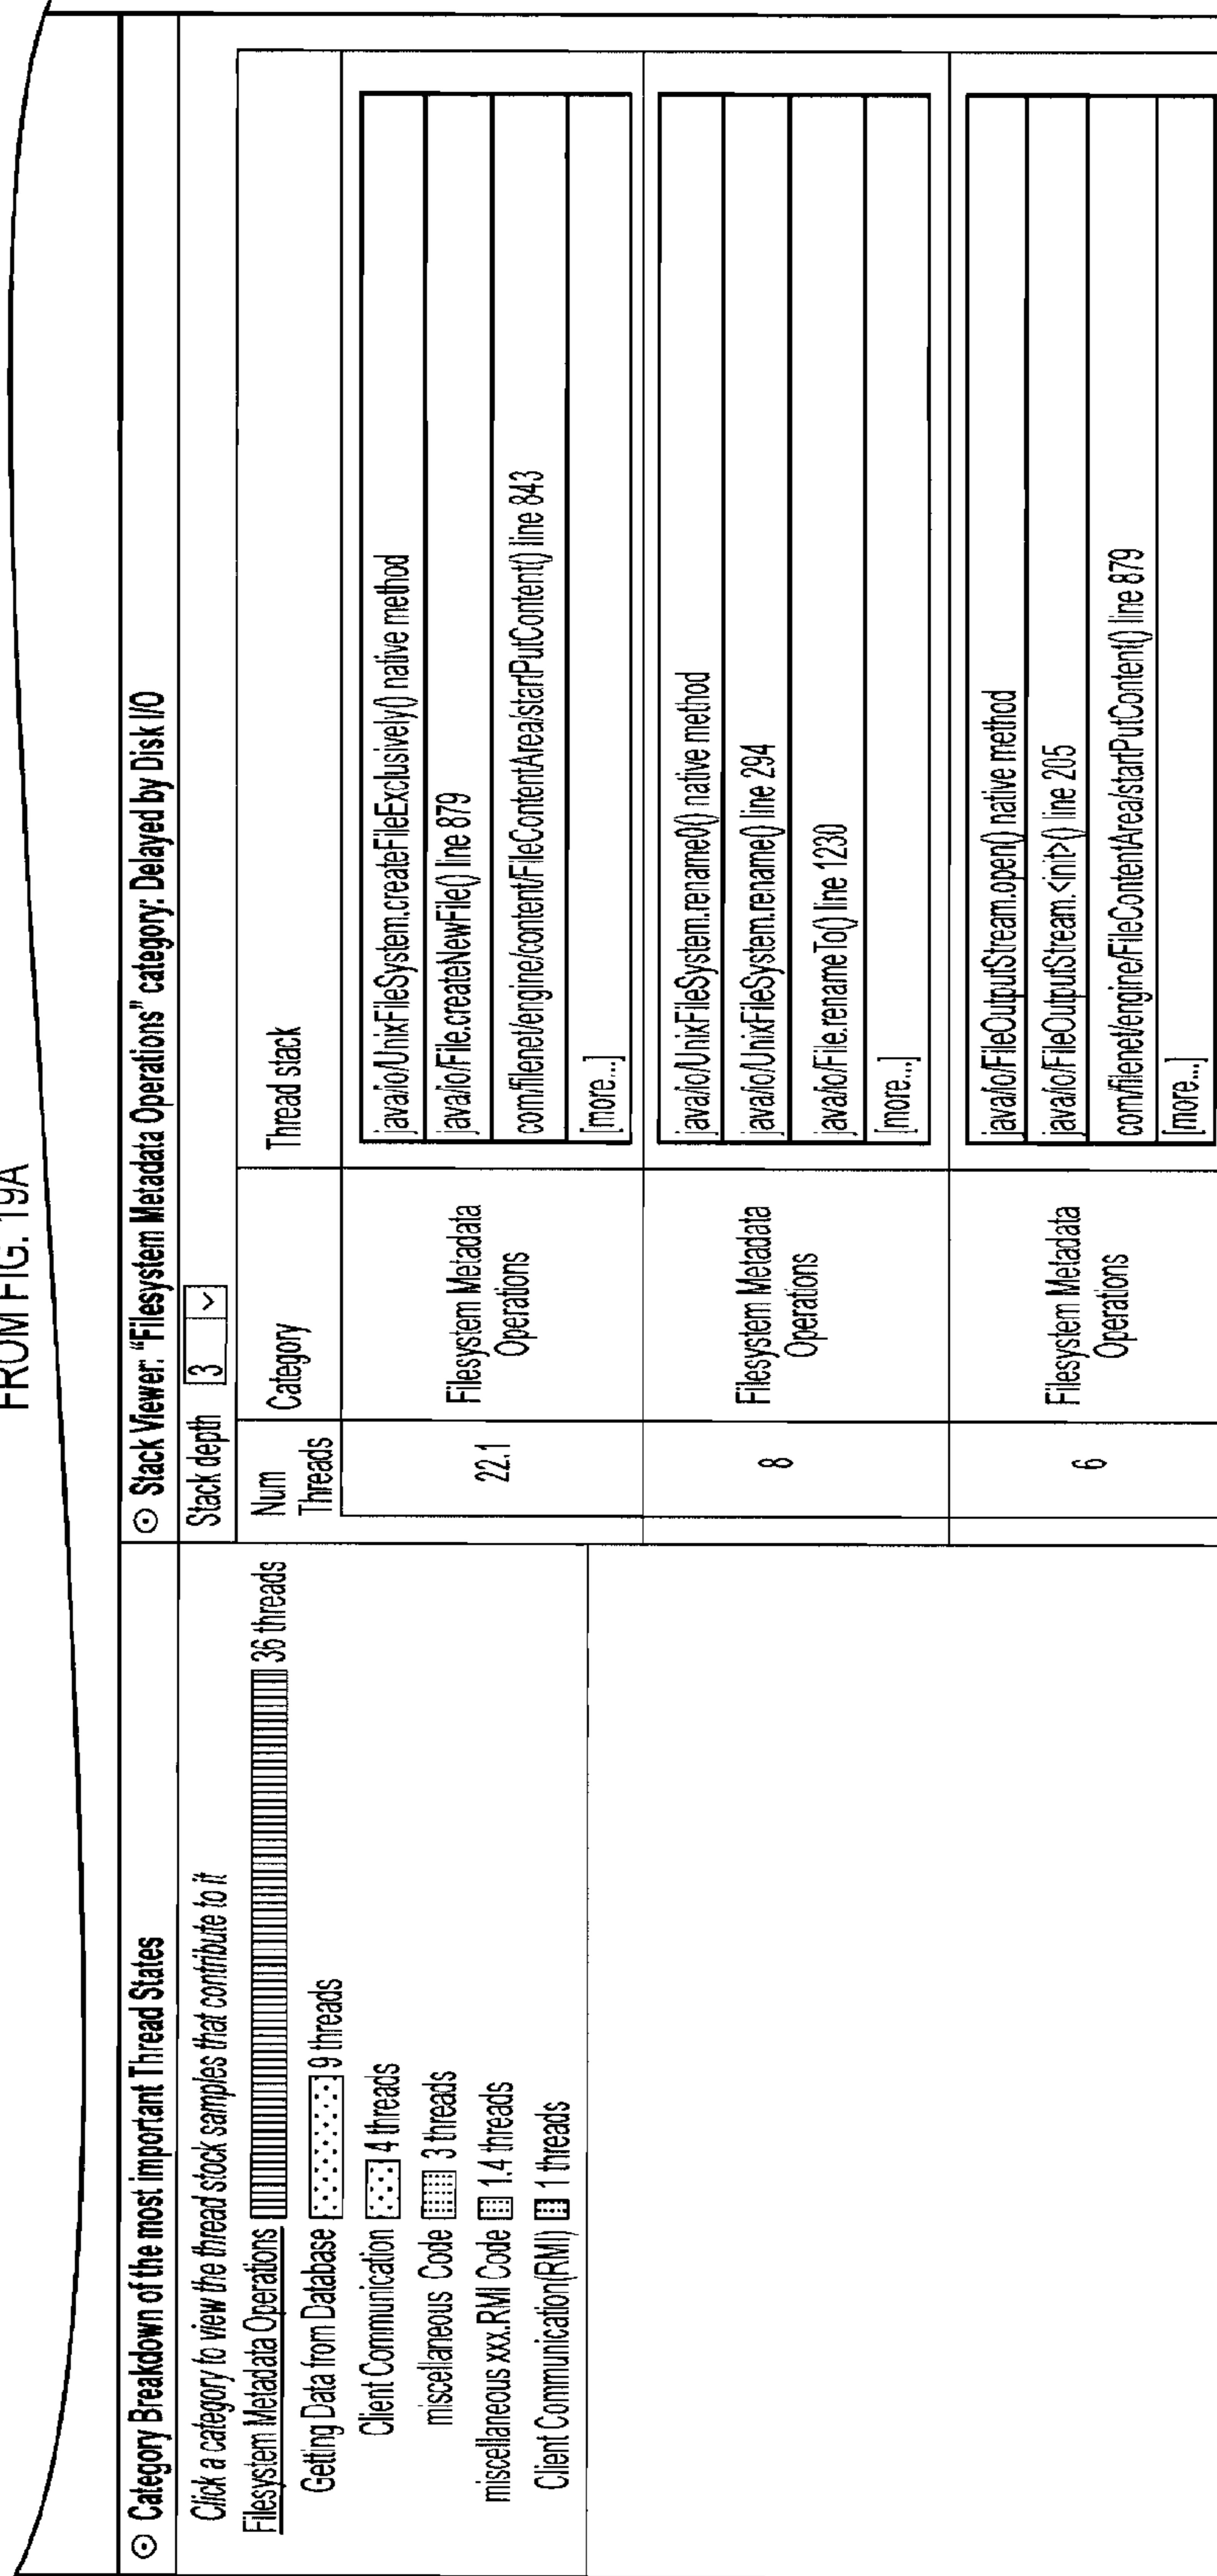 FROM FIG. 19A
Category Breakdown of the most important Thread States
Click a category to view the thread stock samples that contribute to it
Filesystem Metadata Operations 36 threads
Getting Data from Database 9 threads
Client Communication 4 threads
miscellaneous Code 3 threads
miscellaneous xxx.RMI Code 1.4 threads
Client Communication(RMI) 1 threads
Stack Viewer: “Filesystem Metadata Operations” category: Delayed by Disk I/O
Stack depth 3
Num
Threads
Category
Thread stack
22.1
Filesystem Metadata
Operations
java/io/UnixFileSystem.createFileExclusively() native method
java/io/File.createNewFile() line 879
com/filenet/engine/content/FileContentArea/startPutContent() line 843
[more...]
8
Filesystem Metadata
Operations
java/io/UnixFileSystem.rename0() native method
java/io/UnixFileSystem.rename() line 294
java/io/File.renameTo() line 1230
[more...]
6
Filesystem Metadata
Operations
java/io/FileOutputStream.open() native method
java/io/FileOutputStream.<init>() line 205
com/filenet/engine/FileContentArea/startPutContent() line 879
[more...]